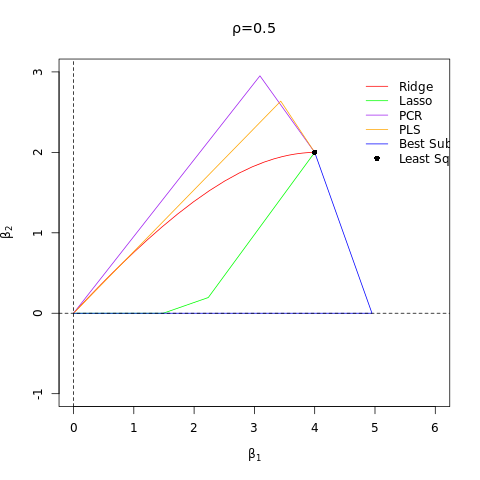 ρ=0.5
β2
3
2
1
0
-1
Ridge
Lasso
PCR
PLS
Best Sub
Least Sq
0 1 2 3 4 5 6
β1